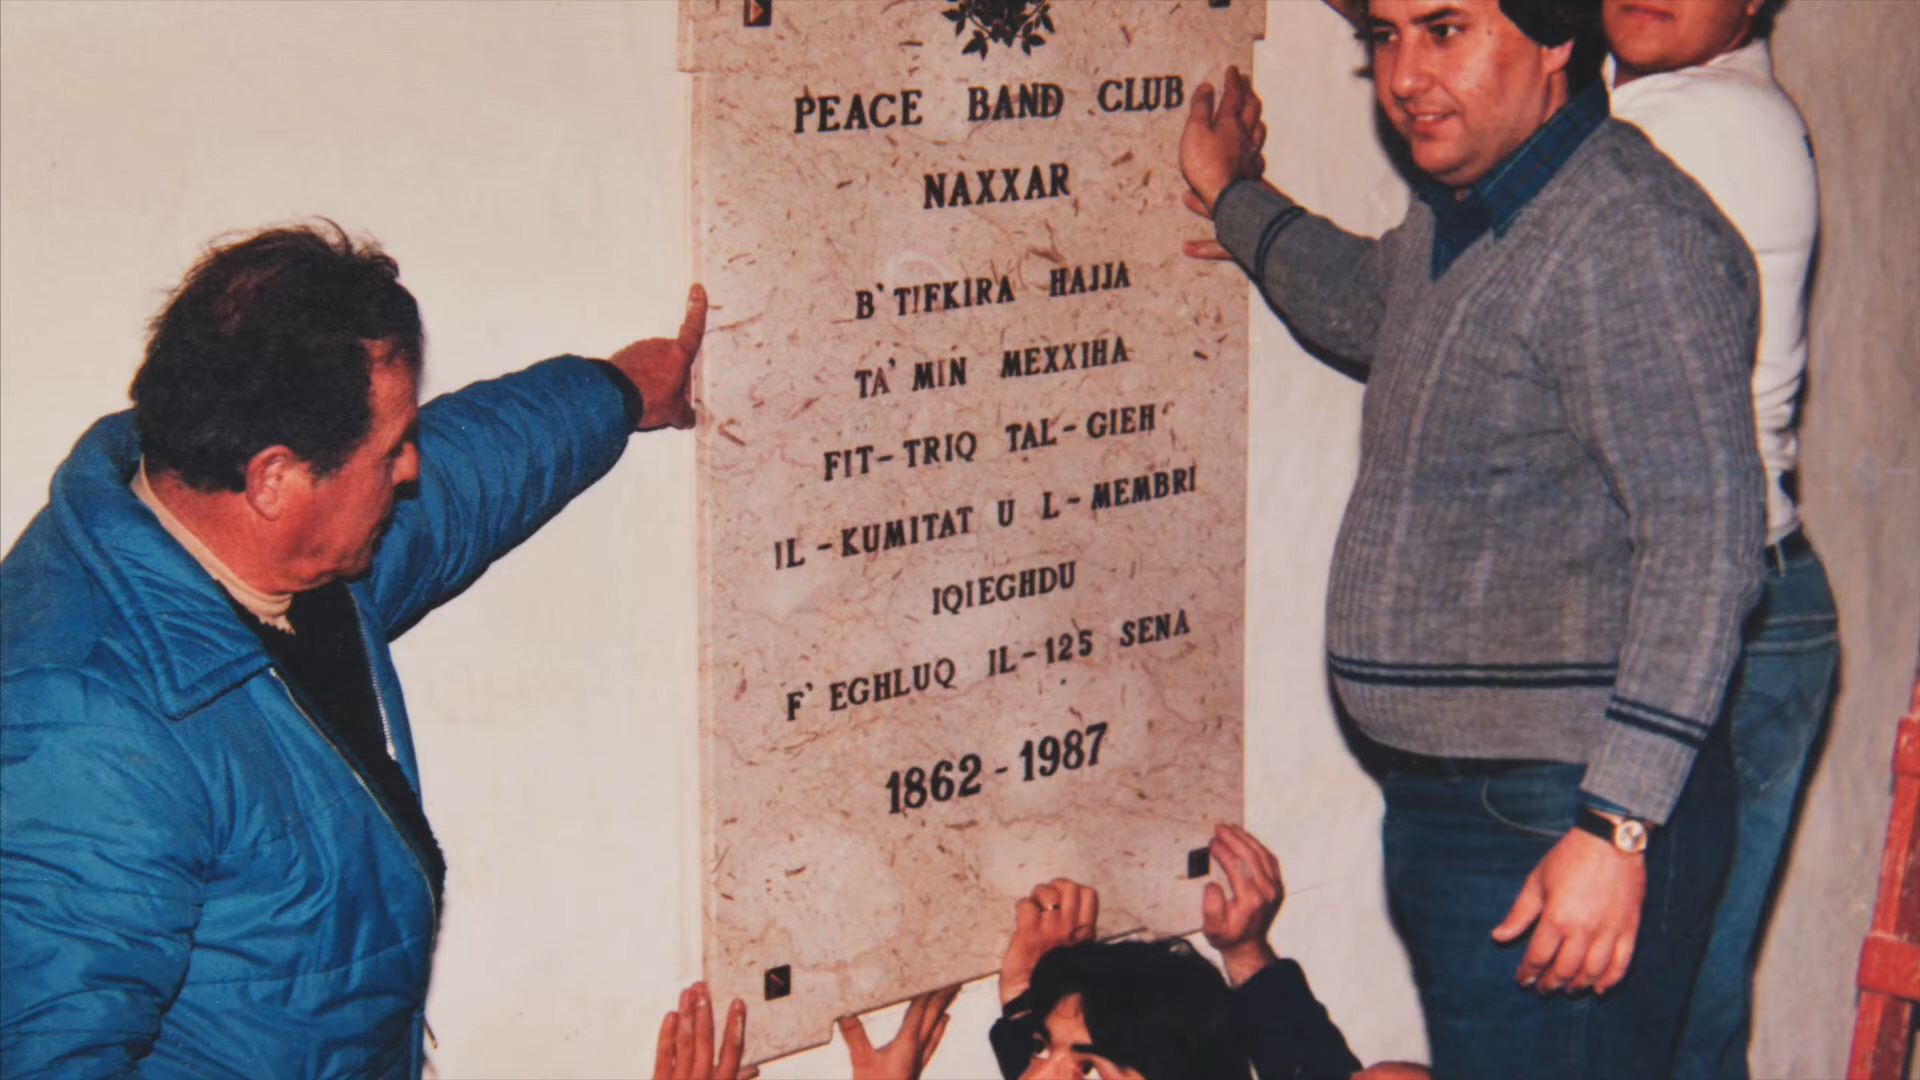 PEACE BAND CLUB
NAXXAR
B' TIFKIRA HAJJA
TA' MIN MEXXIHA
FIT-TRIQ TAL-GIEH
IL-KUMITAT U L-MEMBRI
IQIEGHDU
F' EGHLUQ IL-125 SENA
1862-1987